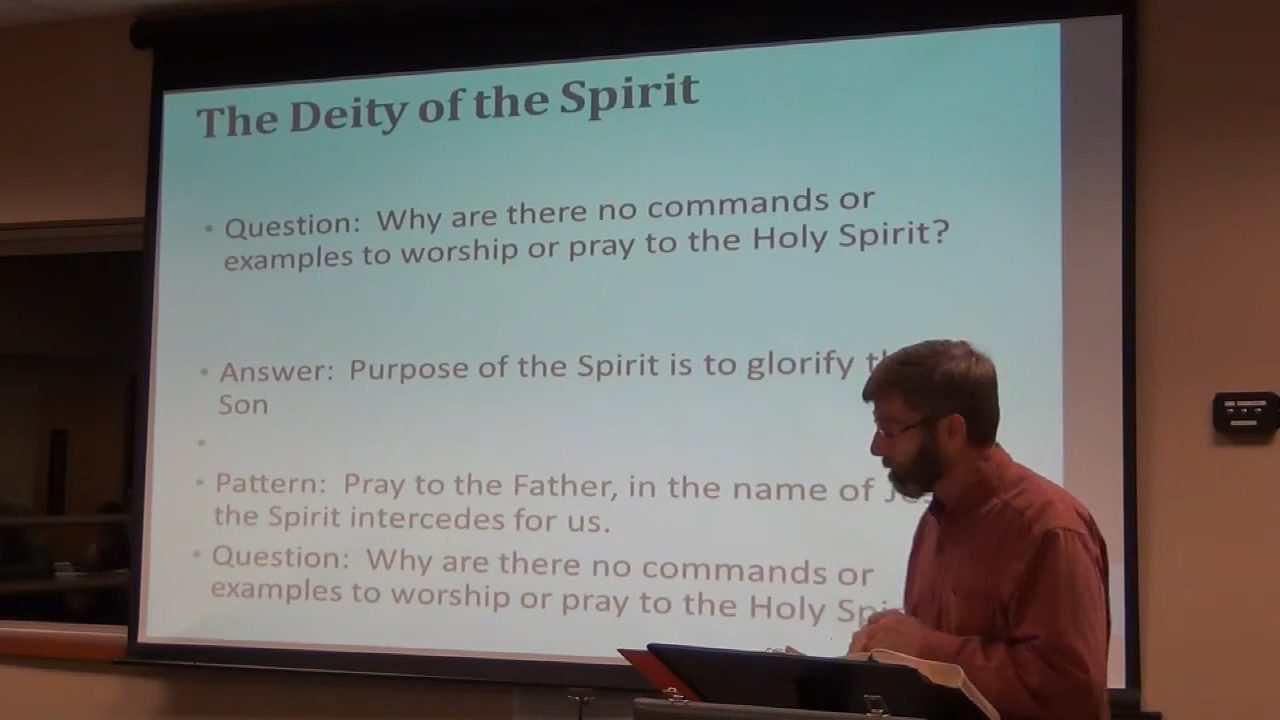 The Deity of the Spirit
• Question: Why are there no commands or
examples to worship or pray to the Holy Spirit?
• Answer: Purpose of the Spirit is to glorify
Son
•
• Pattern: Pray to the Father, in the name of
the Spirit intercedes for us.
• Question: Why are there no commands or
examples to worship or pray to the Holy